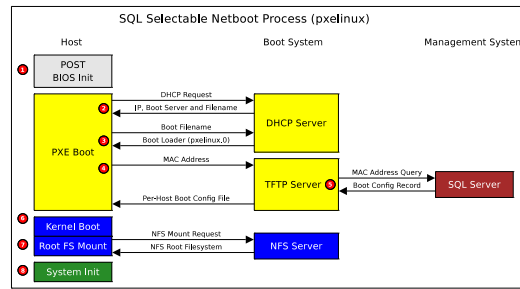 SQL Selectable Netboot Process (pxelinux)
Host
Boot System
Management System
1
POST
BIOS Init
DHCP Request
2
IP, Boot Server and Filename
DHCP Server
Boot Filename
3
Boot Loader (pxelinux,0)
PXE Boot
4
MAC Address
TFTP Server
5
MAC Address Query
Boot Config Record
SQL Server
Per-Host Boot Config File
6
Kernel Boot
NFS Mount Request
7
Root FS Mount
NFS Root Filesystem
NFS Server
8
System Init